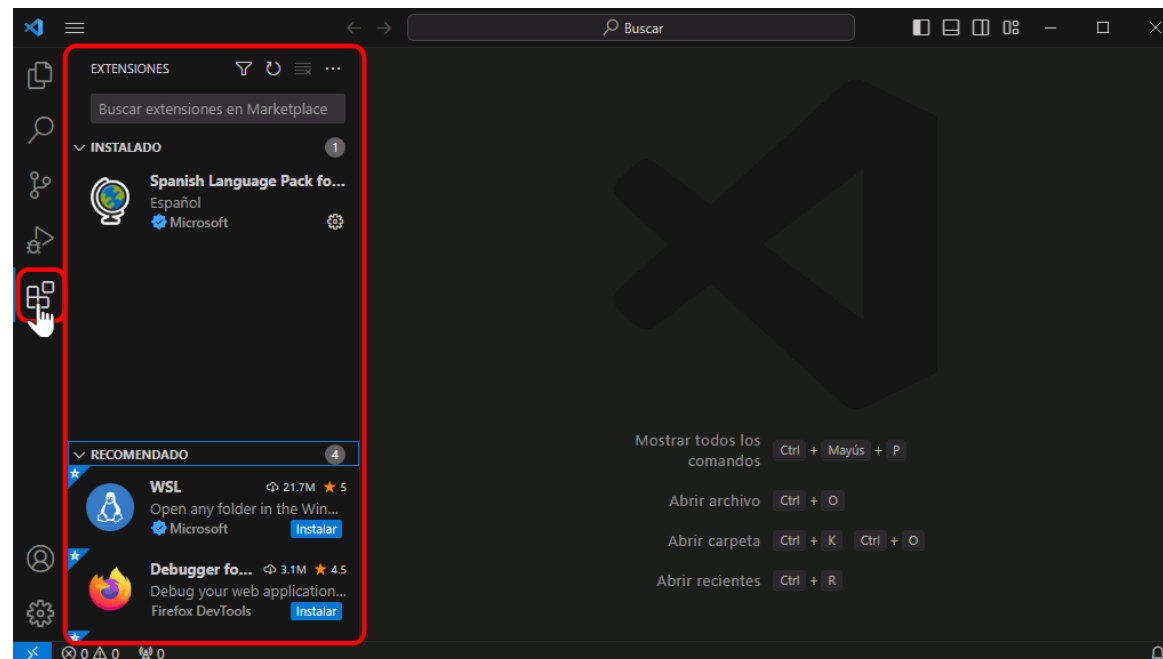 Buscar
EXTENSIONES
Buscar extensiones en Marketplace
INSTALADO 1
Spanish Language Pack fo...
Español
Microsoft
RECOMENDADO 4
WSL 21.7M ★ 5
Open any folder in the Win...
Microsoft Instalar
Debugger fo... 3.1M ★ 4.5
Debug your web application...
Firefox DevTools Instalar
Mostrar todos los comandos Ctrl + Mayús + P
Abrir archivo Ctrl + O
Abrir carpeta Ctrl + K Ctrl + O
Abrir recientes Ctrl + R
0 0 0